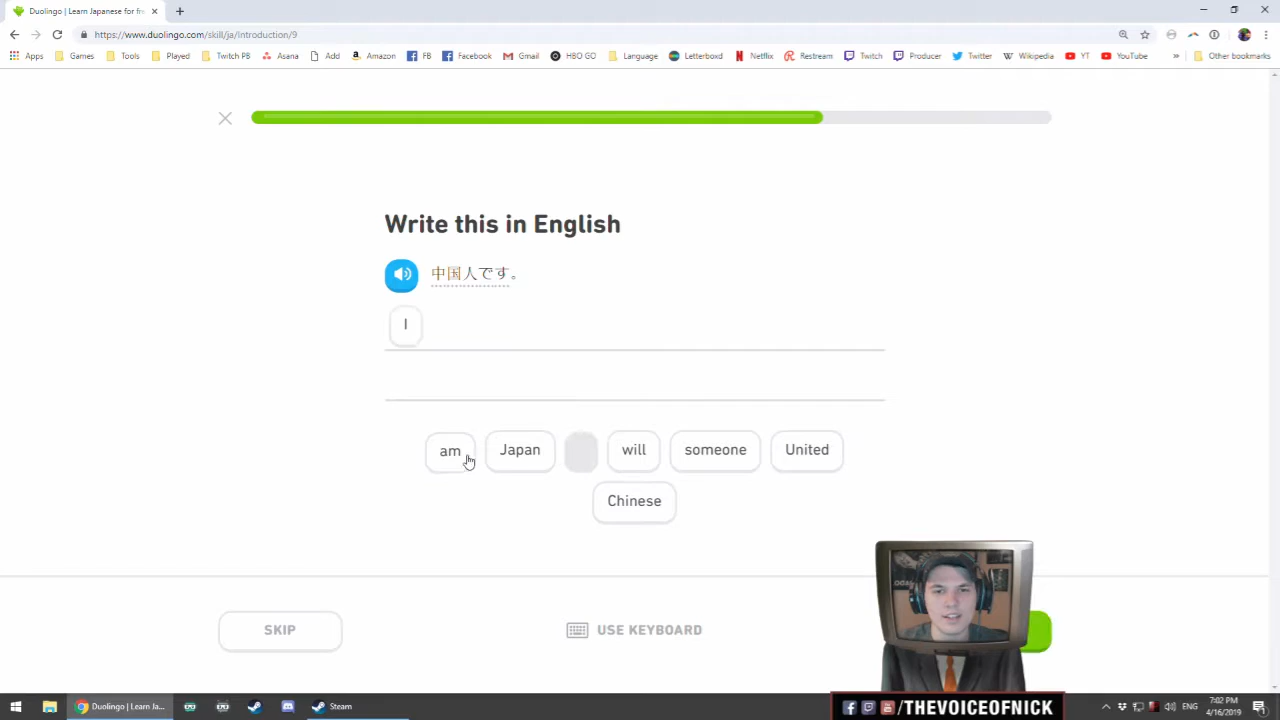 Duolingo | Learn Japanese for fre
https://www.duolingo.com/skill/ja/Introduction/9
Apps Games Tools Played Twitch PB Asana Add Amazon FB Facebook Gmail HBO GO Language Letterboxd Netflix Restream Twitch Producer Twitter Wikipedia YT YouTube » Other bookmarks
Write this in English
中国人です。
I
am Japan will someone United
Chinese
SKIP USE KEYBOARD
Duolingo | Learn Ja... Steam
/THEVOICEOFNICK
ENG 7:02 PM
4/16/2019